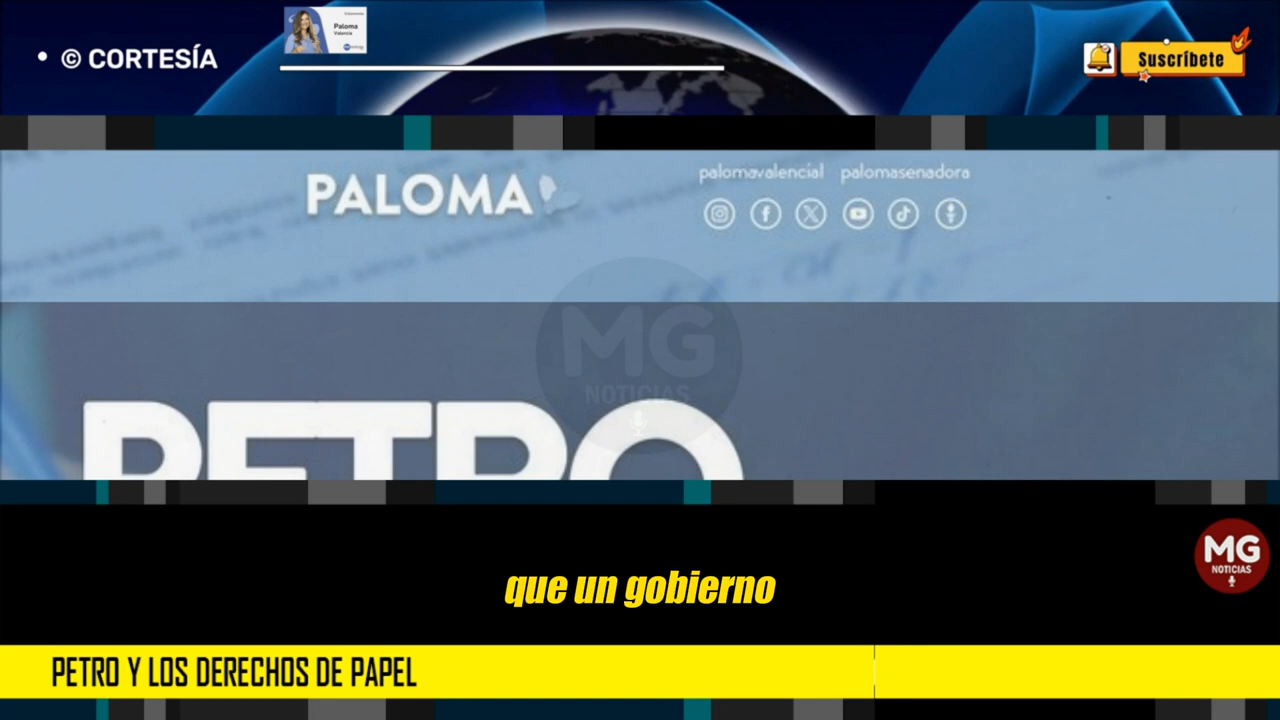 • © CORTESÍA
Paloma
Valencia
Suscríbete
PALOMA
palomavalencial palomasenadora
MG
NOTICIAS
PETRO
que un gobierno
MG
NOTICIAS
PETRO Y LOS DERECHOS DE PAPEL